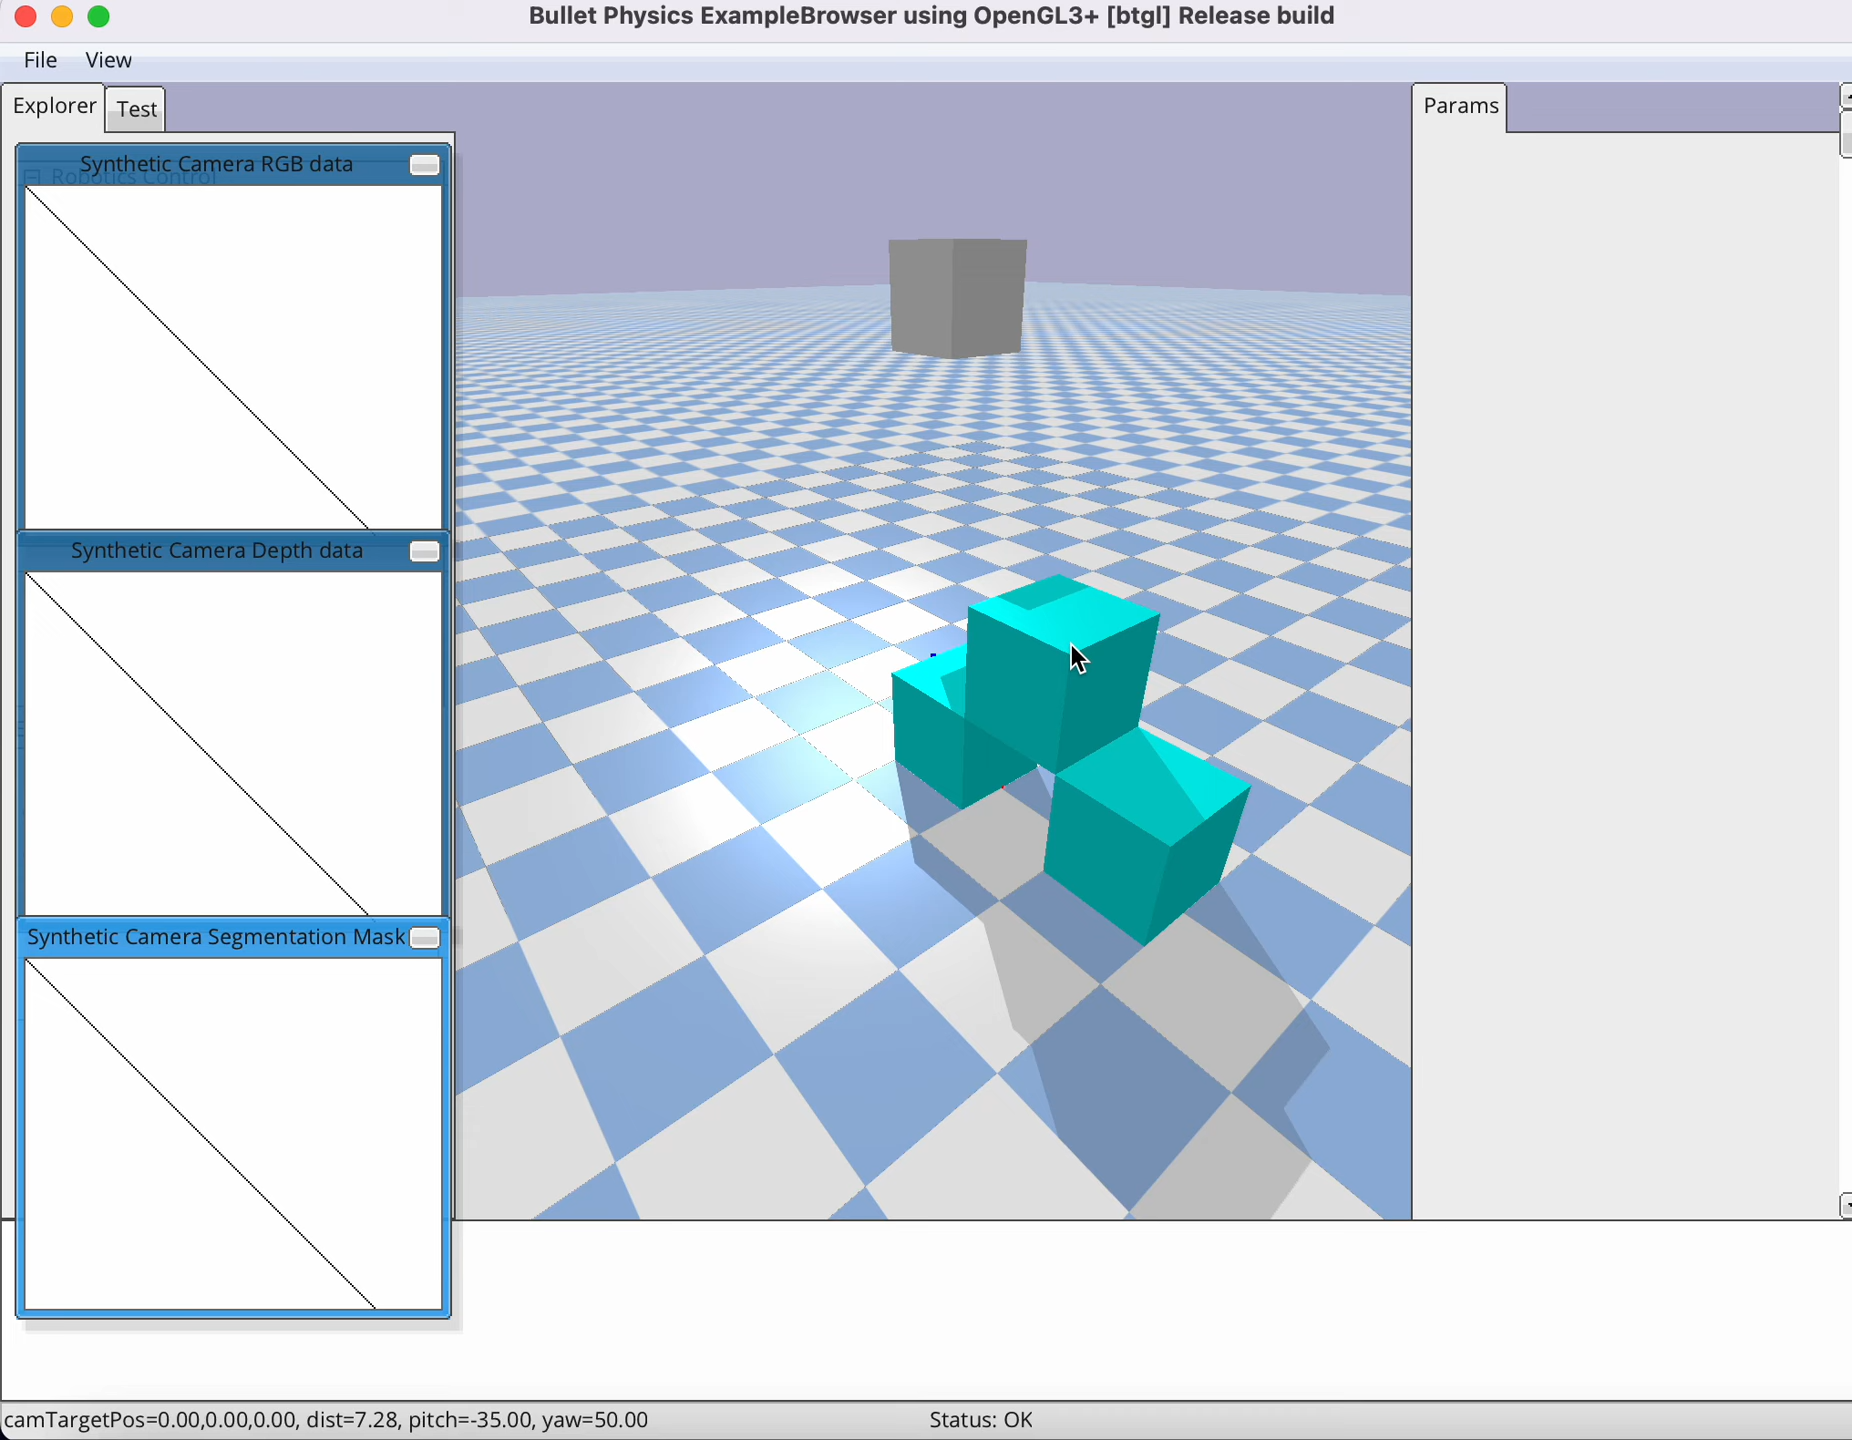 Bullet Physics ExampleBrowser using OpenGL3+ [btgl] Release build
File View
Explorer Test
Params
Synthetic Camera RGB data
Robotics Control
Synthetic Camera Depth data
Synthetic Camera Segmentation Mask
camTargetPos=0.00,0.00,0.00, dist=7.28, pitch=-35.00, yaw=50.00
Status: OK